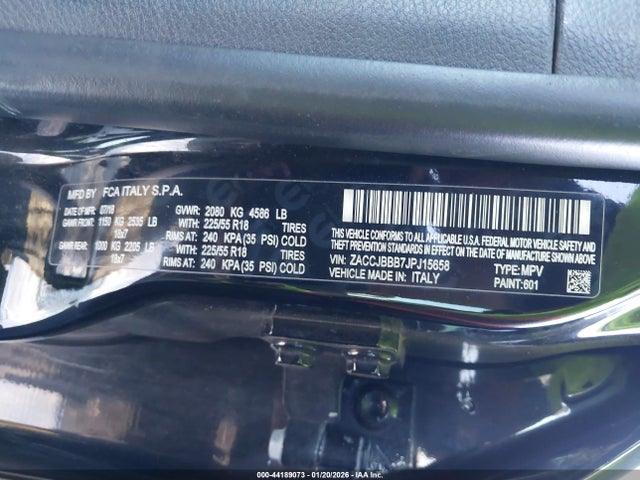 MFD BY FCA ITALY S.P.A.
DATE OF MFR 07/18 GVWR: 2080 KG 4586 LB
GAWR FRONT: 1150 KG 2535 LB WITH: 225/55 R18 TIRES
18x7 RIMS AT: 240 KPA (35 PSI) COLD
GAWR REAR: 1000 KG 2205 LB WITH: 225/55 R18 TIRES
18x7 RIMS AT: 240 KPA (35 PSI) COLD
THIS VEHICLE CONFORMS TO ALL APPLICABLE U.S.A. FEDERAL MOTOR
VEHICLE SAFETY, BUMPER, AND THEFT PREVENTION STANDARDS
IN EFFECT ON THE DATE OF MANUFACTURE SHOWN ABOVE
VIN: ZACCJBBB7JPJ15658 TYPE: MPV
VEHICLE MADE IN: ITALY PAINT: 601
000-44189073 — 01/20/2026 — IAA Inc.